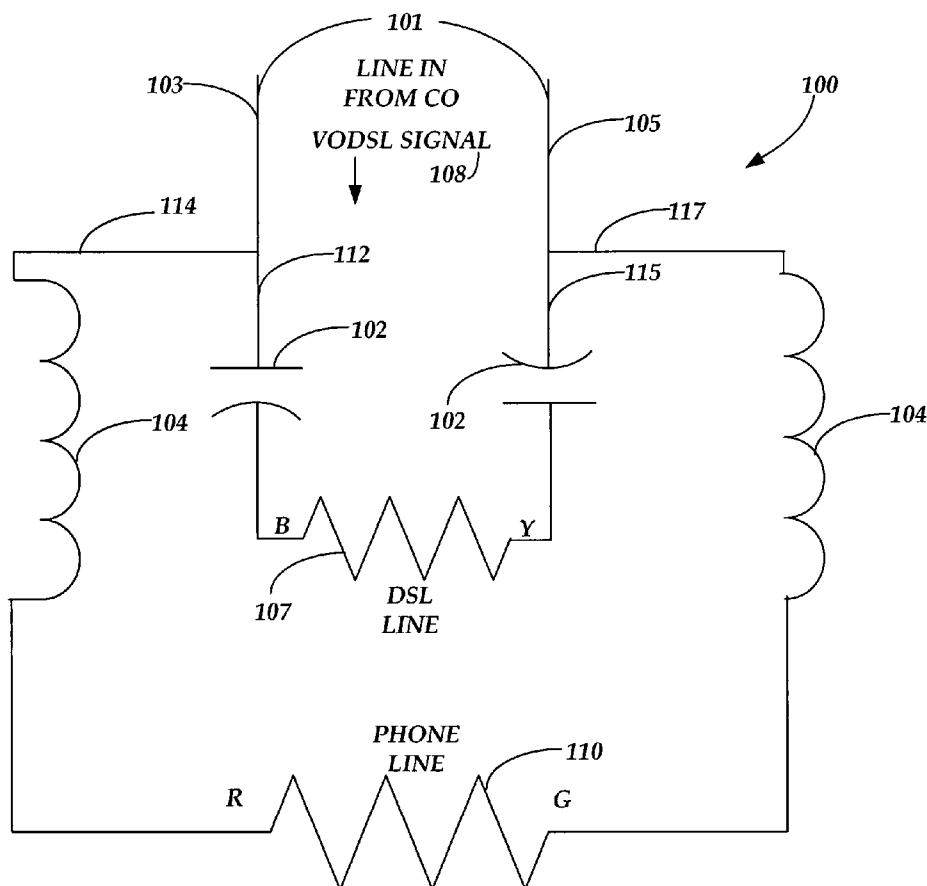 101
103
LINE IN
FROM CO
100
105
VODSL SIGNAL
108
114
117
112
115
102
102
104
104
B
Y
107
DSL
LINE
PHONE
LINE
110
R
G